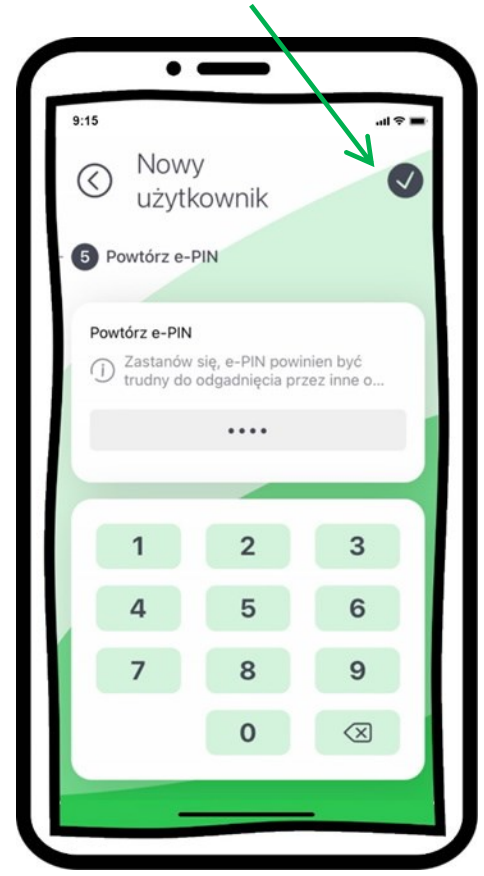 9:15
Nowy
użytkownik
5 Powtórz e-PIN
Powtórz e-PIN
Zastanów się, e-PIN powinien być
trudny do odgadnięcia przez inne o...
••••
1 2 3
4 5 6
7 8 9
0